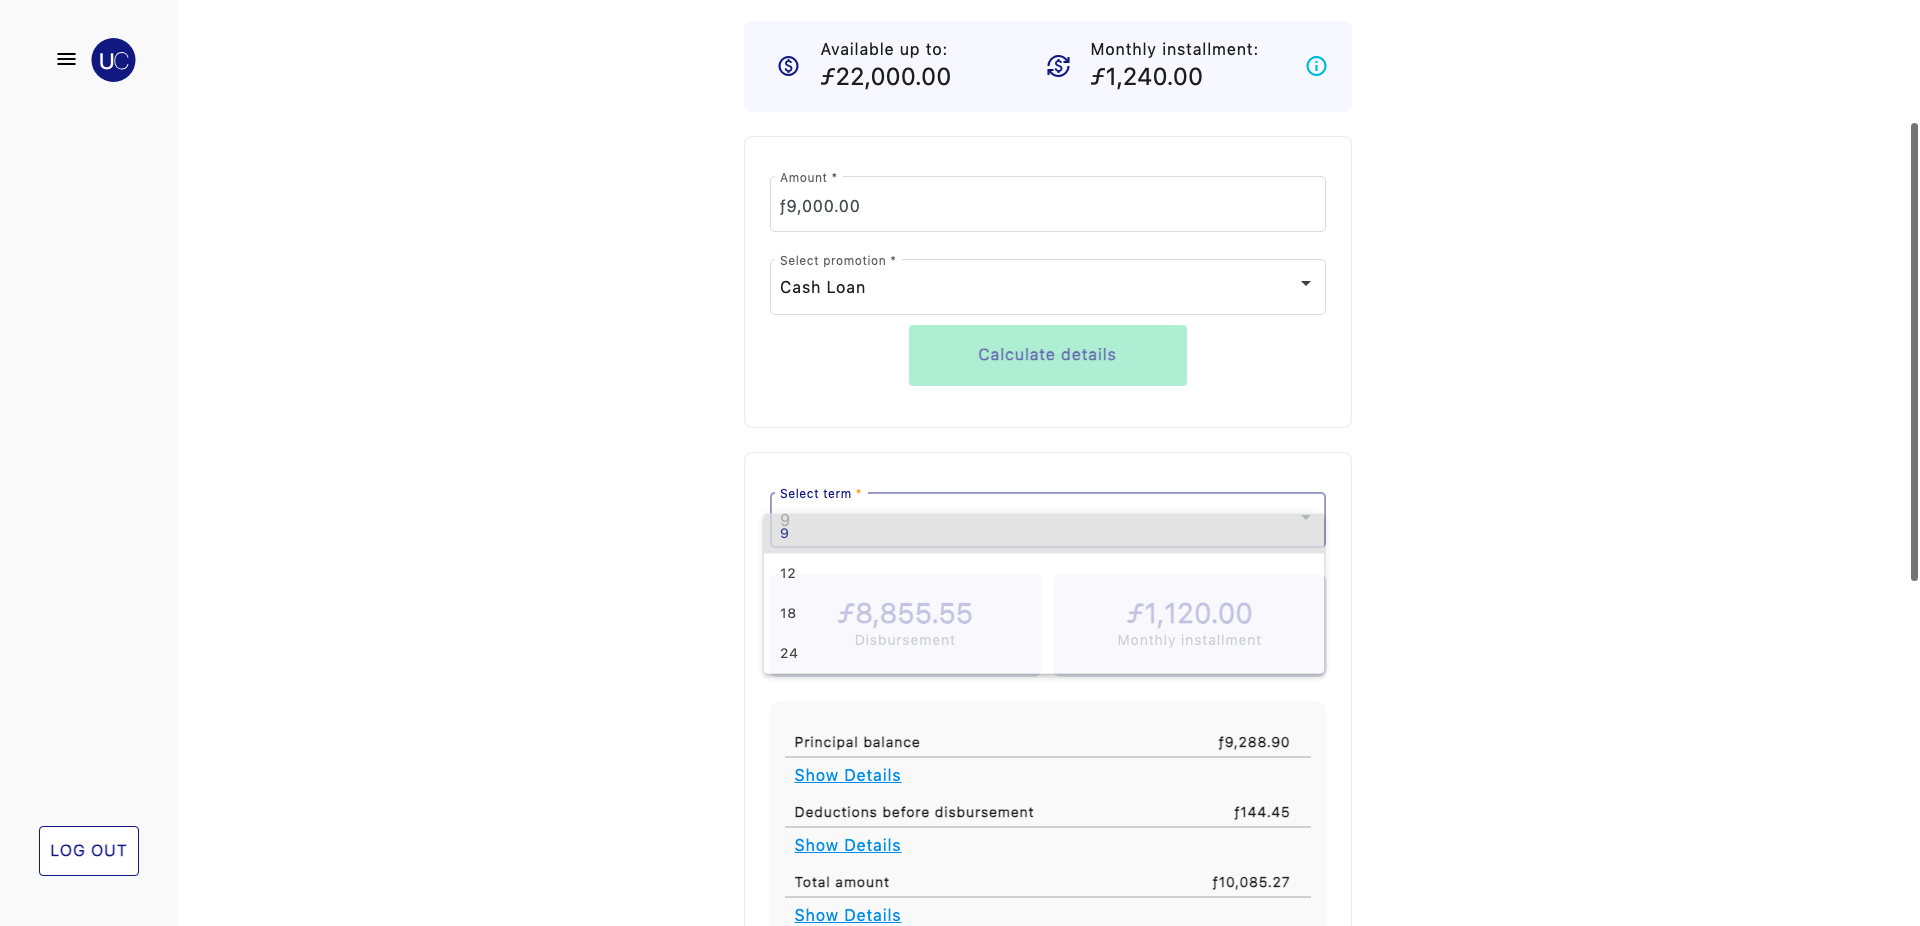 UC
Available up to:
ƒ22,000.00
Monthly installment:
ƒ1,240.00
Amount *
ƒ9,000.00
Select promotion *
Cash Loan
Calculate details
Select term *
9
9
12
18
24
ƒ8,855.55
Disbursement
ƒ1,120.00
Monthly installment
Principal balance ƒ9,288.90
Show Details
Deductions before disbursement ƒ144.45
Show Details
Total amount ƒ10,085.27
Show Details
LOG OUT